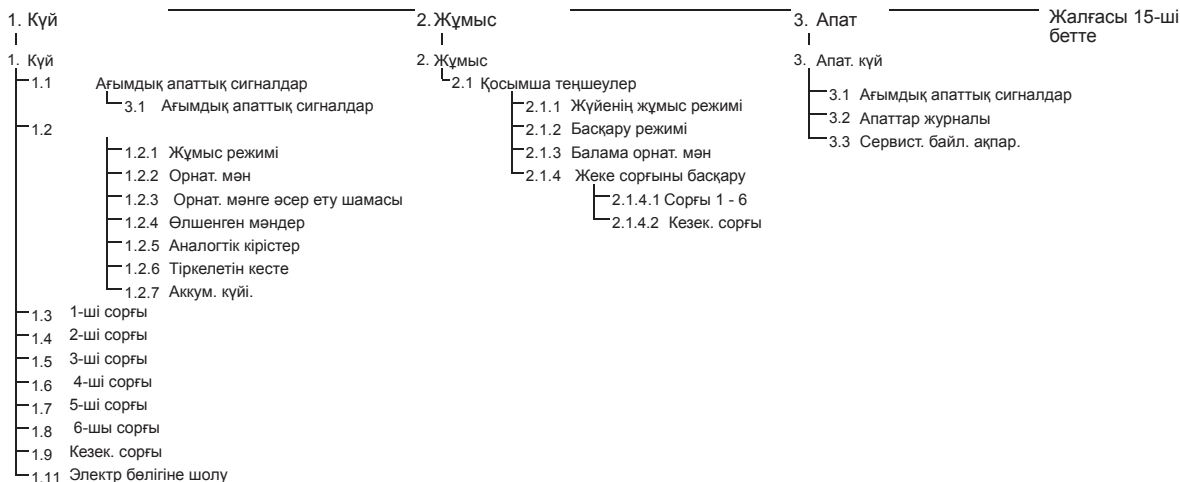 1. Күй
2. Жұмыс
3. Апат
Жалғасы 15-ші
бетте
1. Күй
1.1 Ағымдық апаттық сигналдар
3.1 Ағымдық апаттық сигналдар
1.2
1.2.1 Жұмыс режимі
1.2.2 Орнат. мән
1.2.3 Орнат. мәнге әсер ету шамасы
1.2.4 Өлшенген мәндер
1.2.5 Аналогтік кірістер
1.2.6 Тіркелетін кесте
1.2.7 Аккум. күйі.
1.3 1-ші сорғы
1.4 2-ші сорғы
1.5 3-ші сорғы
1.6 4-ші сорғы
1.7 5-ші сорғы
1.8 6-шы сорғы
1.9 Кезек. сорғы
1.11 Электр бөлігіне шолу
2. Жұмыс
2.1 Қосымша теңшеулер
2.1.1 Жүйенің жұмыс режимі
2.1.2 Басқару режимі
2.1.3 Балама орнат. мән
2.1.4 Жеке сорғыны басқару
2.1.4.1 Сорғы 1 - 6
2.1.4.2 Кезек. сорғы
3. Апат. күй
3.1 Ағымдық апаттық сигналдар
3.2 Апаттар журналы
3.3 Сервист. байл. ақпар.